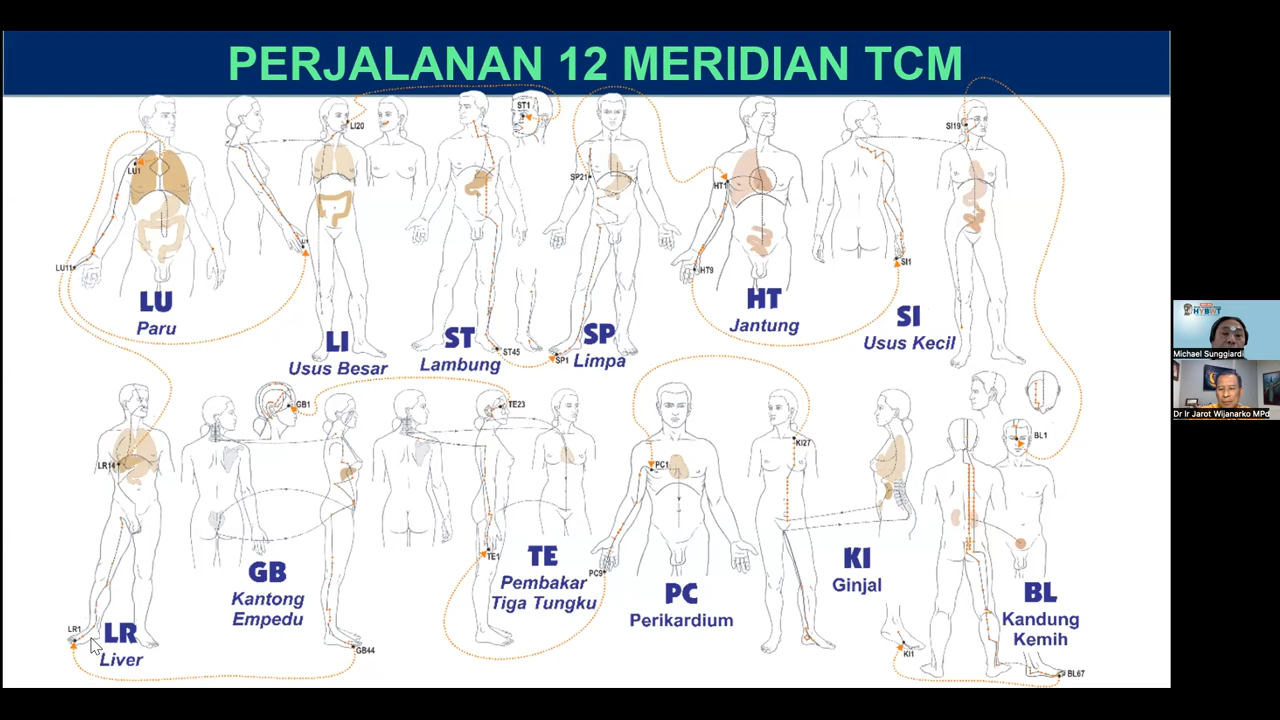 PERJALANAN 12 MERIDIAN TCM
LU1
LU11
LU
Paru
LI20
LI
Usus Besar
ST1
ST45
ST
Lambung
SP21
SP1
SP
Limpa
HT1
HT9
HT
Jantung
SI1
SI19
SI
Usus Kecil
LR14
LR1
LR
Liver
GB1
GB44
GB
Kantong
Empedu
TE23
TE1
TE
Pembakar
Tiga Tungku
PC1
PC9
PC
Perikardium
KI27
KI1
KI
Ginjal
BL1
BL67
BL
Kandung
Kemih
HYBWT
Michael Sunggiardi
Dr Ir Jarot Wijanarko MPd